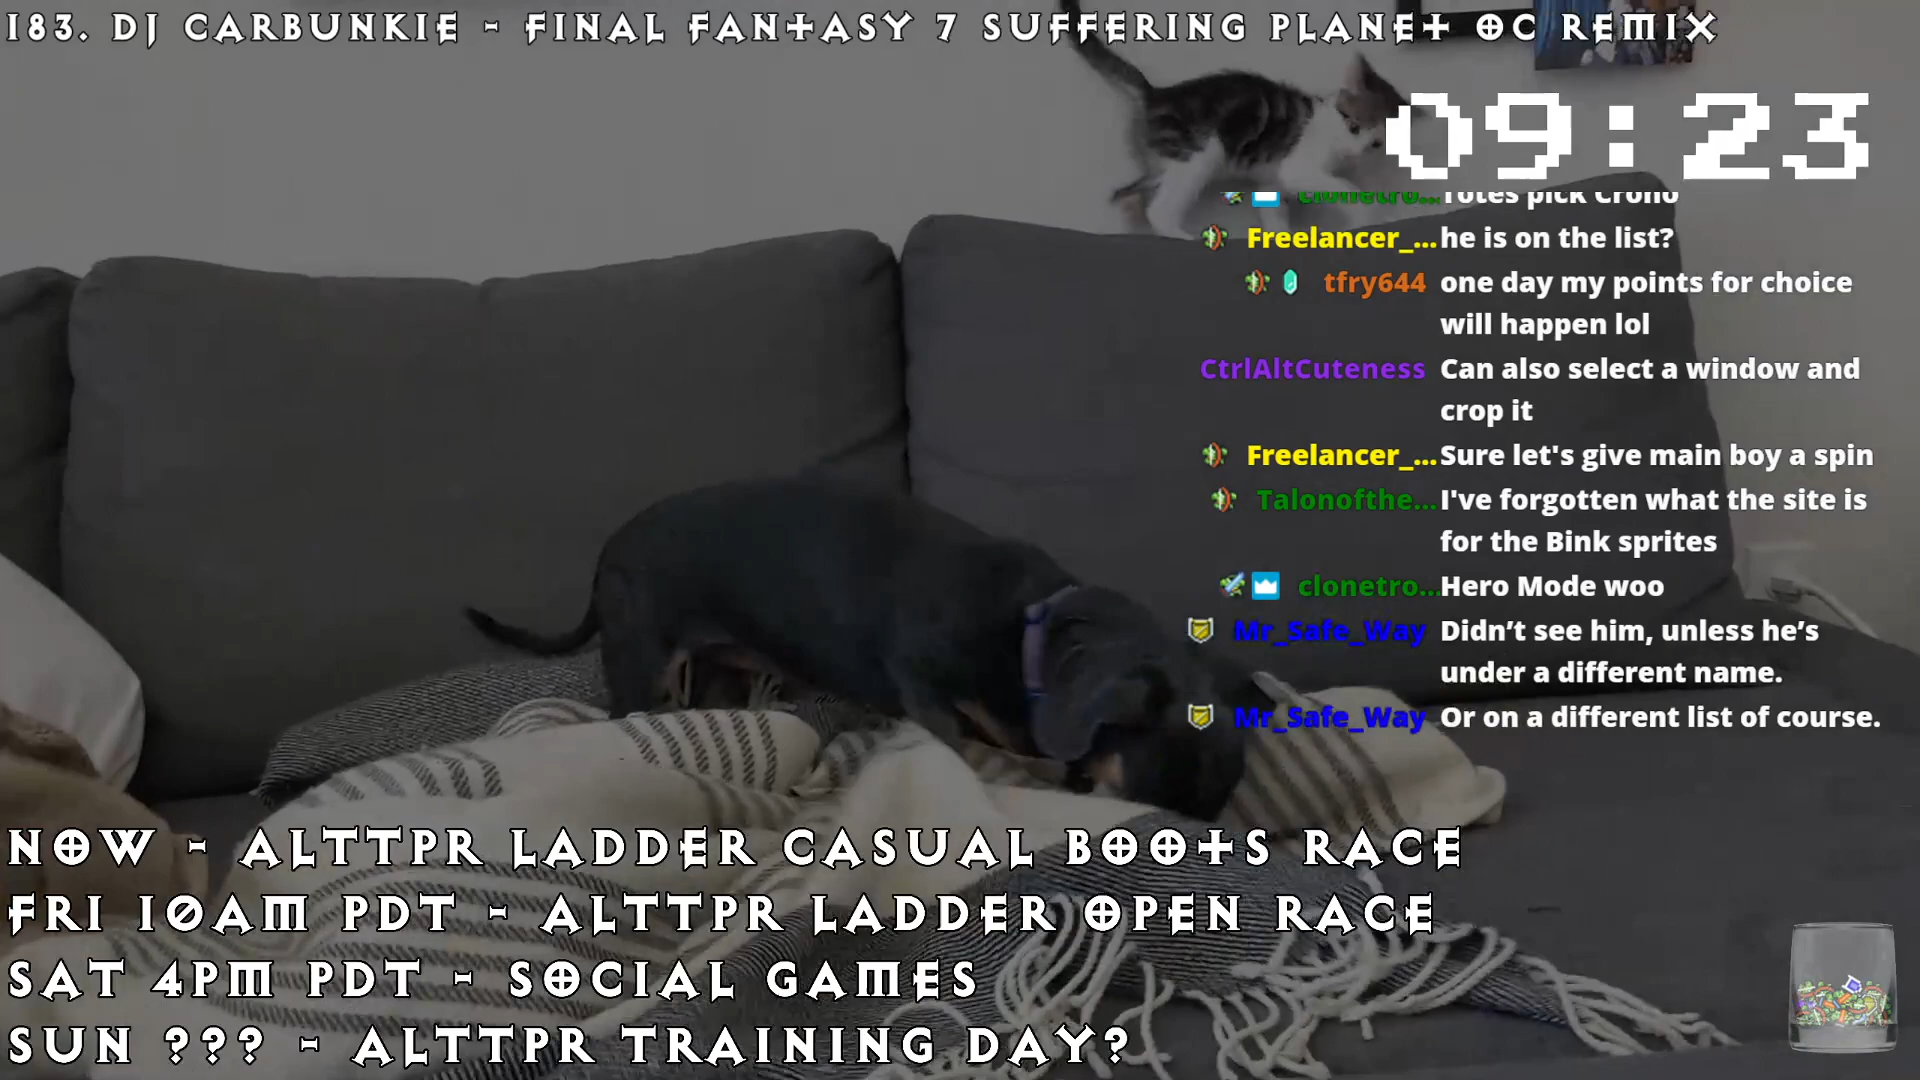 183. DJ CARBUNKIE - FINAL FANTASY 7 SUFFERING PLANET OC REMIX
09:23
clonetro... Totes pick Crono
Freelancer_... he is on the list?
tfry644 one day my points for choice
will happen lol
CtrlAltCuteness Can also select a window and
crop it
Freelancer_... Sure let's give main boy a spin
Talonofthe... I've forgotten what the site is
for the Bink sprites
clonetro... Hero Mode woo
Mr_Safe_Way Didn’t see him, unless he’s
under a different name.
Mr_Safe_Way Or on a different list of course.
NOW - ALTTPR LADDER CASUAL BOOTS RACE
FRI 10AM PDT - ALTTPR LADDER OPEN RACE
SAT 4PM PDT - SOCIAL GAMES
SUN ??? - ALTTPR TRAINING DAY?